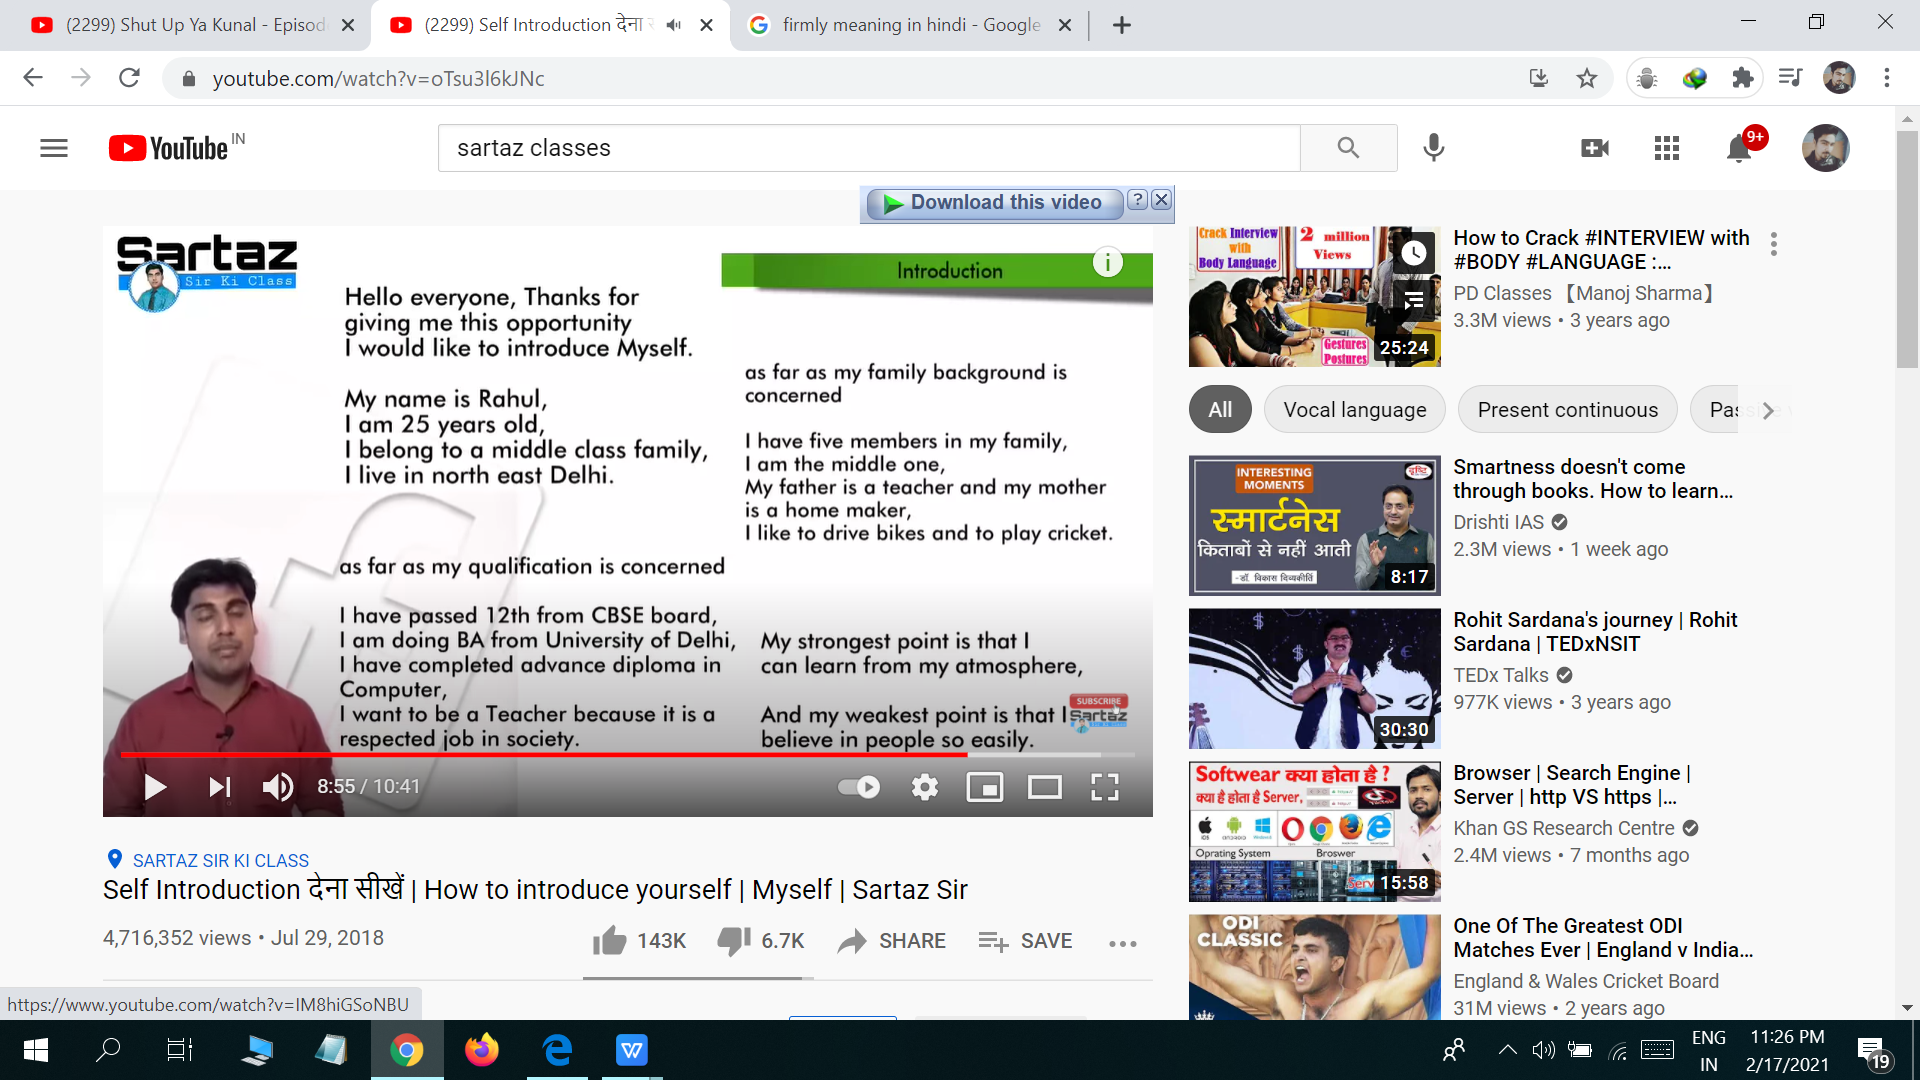 (2299) Shut Up Ya Kunal - Episod
(2299) Self Introduction देना
firmly meaning in hindi - Google
youtube.com/watch?v=oTsu3l6kJNc
YouTube IN
sartaz classes
9+
Download this video ?
Sartaz
Sir Ki Class
Introduction
i
Hello everyone, Thanks for
giving me this opportunity
I would like to introduce Myself.
My name is Rahul,
I am 25 years old,
I belong to a middle class family,
I live in north east Delhi.
as far as my qualification is concerned
I have passed 12th from CBSE board,
I am doing BA from University of Delhi,
I have completed advance diploma in
Computer,
I want to be a Teacher because it is a
respected job in society.
as far as my family background is
concerned
I have five members in my family,
I am the middle one,
My father is a teacher and my mother
is a home maker,
I like to drive bikes and to play cricket.
My strongest point is that I
can learn from my atmosphere,
And my weakest point is that I
believe in people so easily.
SUBSCRIBE
Sartaz
8:55 / 10:41
SARTAZ SIR KI CLASS
Self Introduction देना सीखें | How to introduce yourself | Myself | Sartaz Sir
4,716,352 views • Jul 29, 2018
143K
6.7K
SHARE
SAVE
Crack Interview
with
Body Language
2 million
Views
Gestures
Postures
25:24
How to Crack #INTERVIEW with
#BODY #LANGUAGE :...
PD Classes 【Manoj Sharma】
3.3M views • 3 years ago
All
Vocal language
Present continuous
INTERESTING
MOMENTS
दृष्टि
स्मार्टनेस
किताबों से नहीं आती
-डॉ. विकास दिव्यकीर्ति
8:17
Smartness doesn't come
through books. How to learn...
Drishti IAS
2.3M views • 1 week ago
30:30
Rohit Sardana's journey | Rohit
Sardana | TEDxNSIT
TEDx Talks
977K views • 3 years ago
Softwear क्या होता है ?
क्या है होता है Server,
Oprating System
Broswer
15:58
Browser | Search Engine |
Server | http VS https |...
Khan GS Research Centre
2.4M views • 7 months ago
ODI
CLASSIC
One Of The Greatest ODI
Matches Ever | England v India...
England & Wales Cricket Board
31M views • 2 years ago
https://www.youtube.com/watch?v=IM8hiGSoNBU
ENG
IN
11:26 PM
2/17/2021
19